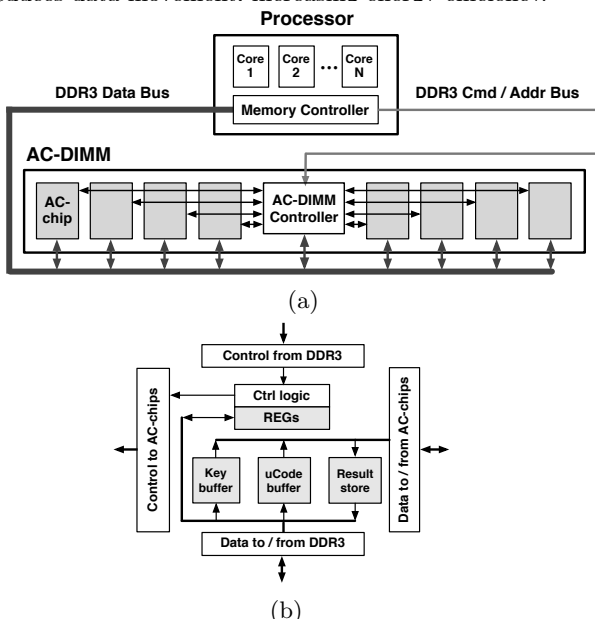 Processor
Core 1
Core 2
...
Core N
Memory Controller
DDR3 Data Bus
DDR3 Cmd / Addr Bus
AC-DIMM
AC-chip
AC-DIMM Controller
(a)
Control from DDR3
Ctrl logic
REGs
Control to AC-chips
Data to / from AC-chips
Key buffer
uCode buffer
Result store
Data to / from DDR3
(b)